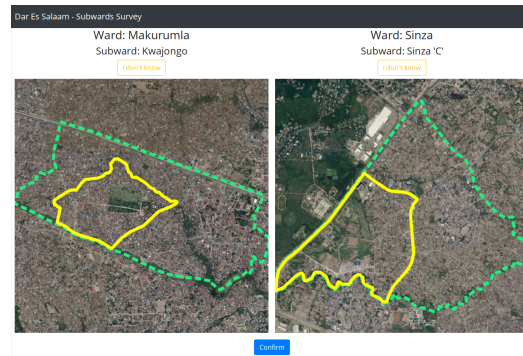 Dar Es Salaam - Subwards Survey
Ward: Makurumla
Subward: Kwajongo
I don't know
Ward: Sinza
Subward: Sinza 'C'
I don't know
Confirm